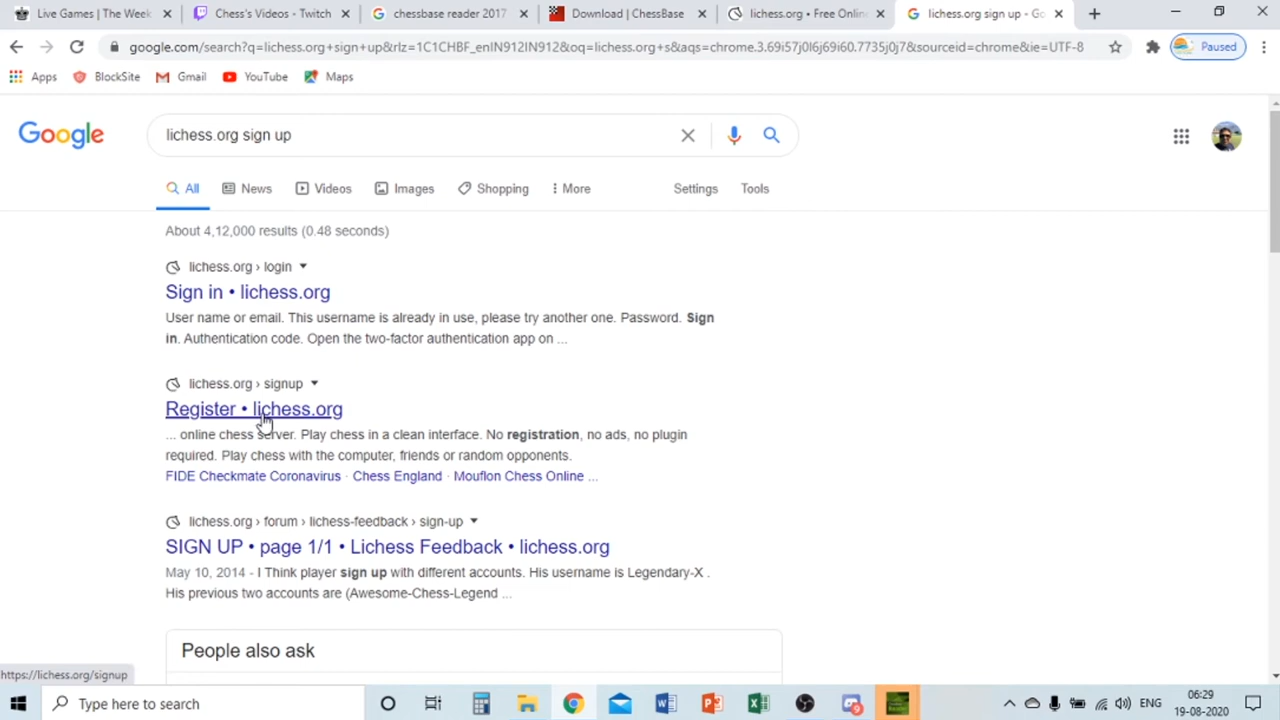 Live Games | The Week
Chess's Videos - Twitch
chessbase reader 2017
Download | ChessBase
lichess.org • Free Onlin
lichess.org sign up - Go
google.com/search?q=lichess.org+sign+up&rlz=1C1CHBF_enIN912IN912&oq=lichess.org+s&aqs=chrome.3.69i57j0l6j69i60.7735j0j7&sourceid=chrome&ie=UTF-8
Paused
Apps
BlockSite
Gmail
YouTube
Maps
Google
lichess.org sign up
All
News
Videos
Images
Shopping
More
Settings
Tools
About 4,12,000 results (0.48 seconds)
lichess.org › login
Sign in • lichess.org
User name or email. This username is already in use, please try another one. Password. Sign
in. Authentication code. Open the two-factor authentication app on ...
lichess.org › signup
Register • lichess.org
... online chess server. Play chess in a clean interface. No registration, no ads, no plugin
required. Play chess with the computer, friends or random opponents.
FIDE Checkmate Coronavirus · Chess England · Mouflon Chess Online ...
lichess.org › forum › lichess-feedback › sign-up
SIGN UP • page 1/1 • Lichess Feedback • lichess.org
May 10, 2014 - I Think player sign up with different accounts. His username is Legendary-X .
His previous two accounts are (Awesome-Chess-Legend ...
People also ask
https://lichess.org/signup
Type here to search
ENG
06:29
19-08-2020